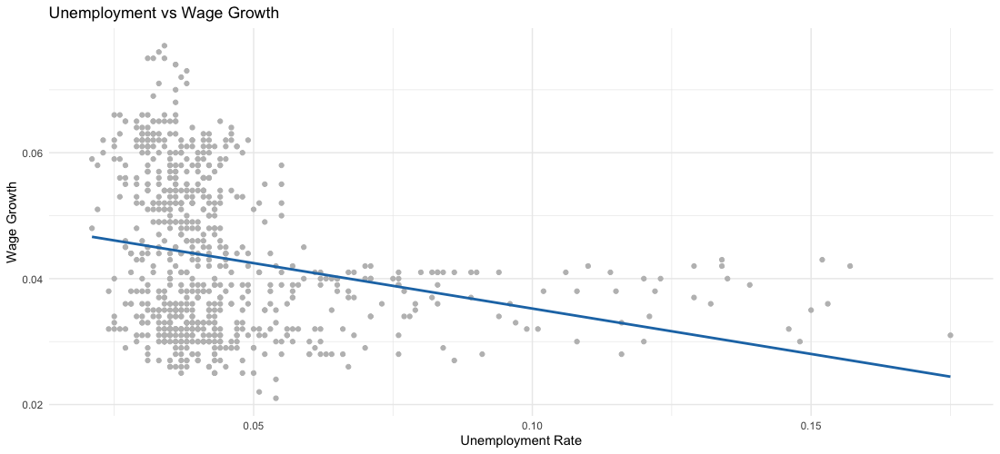 Unemployment vs Wage Growth
Wage Growth
0.06
0.04
0.02
0.05 0.10 0.15
Unemployment Rate